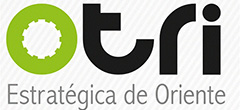 otri
Estratégica de Oriente